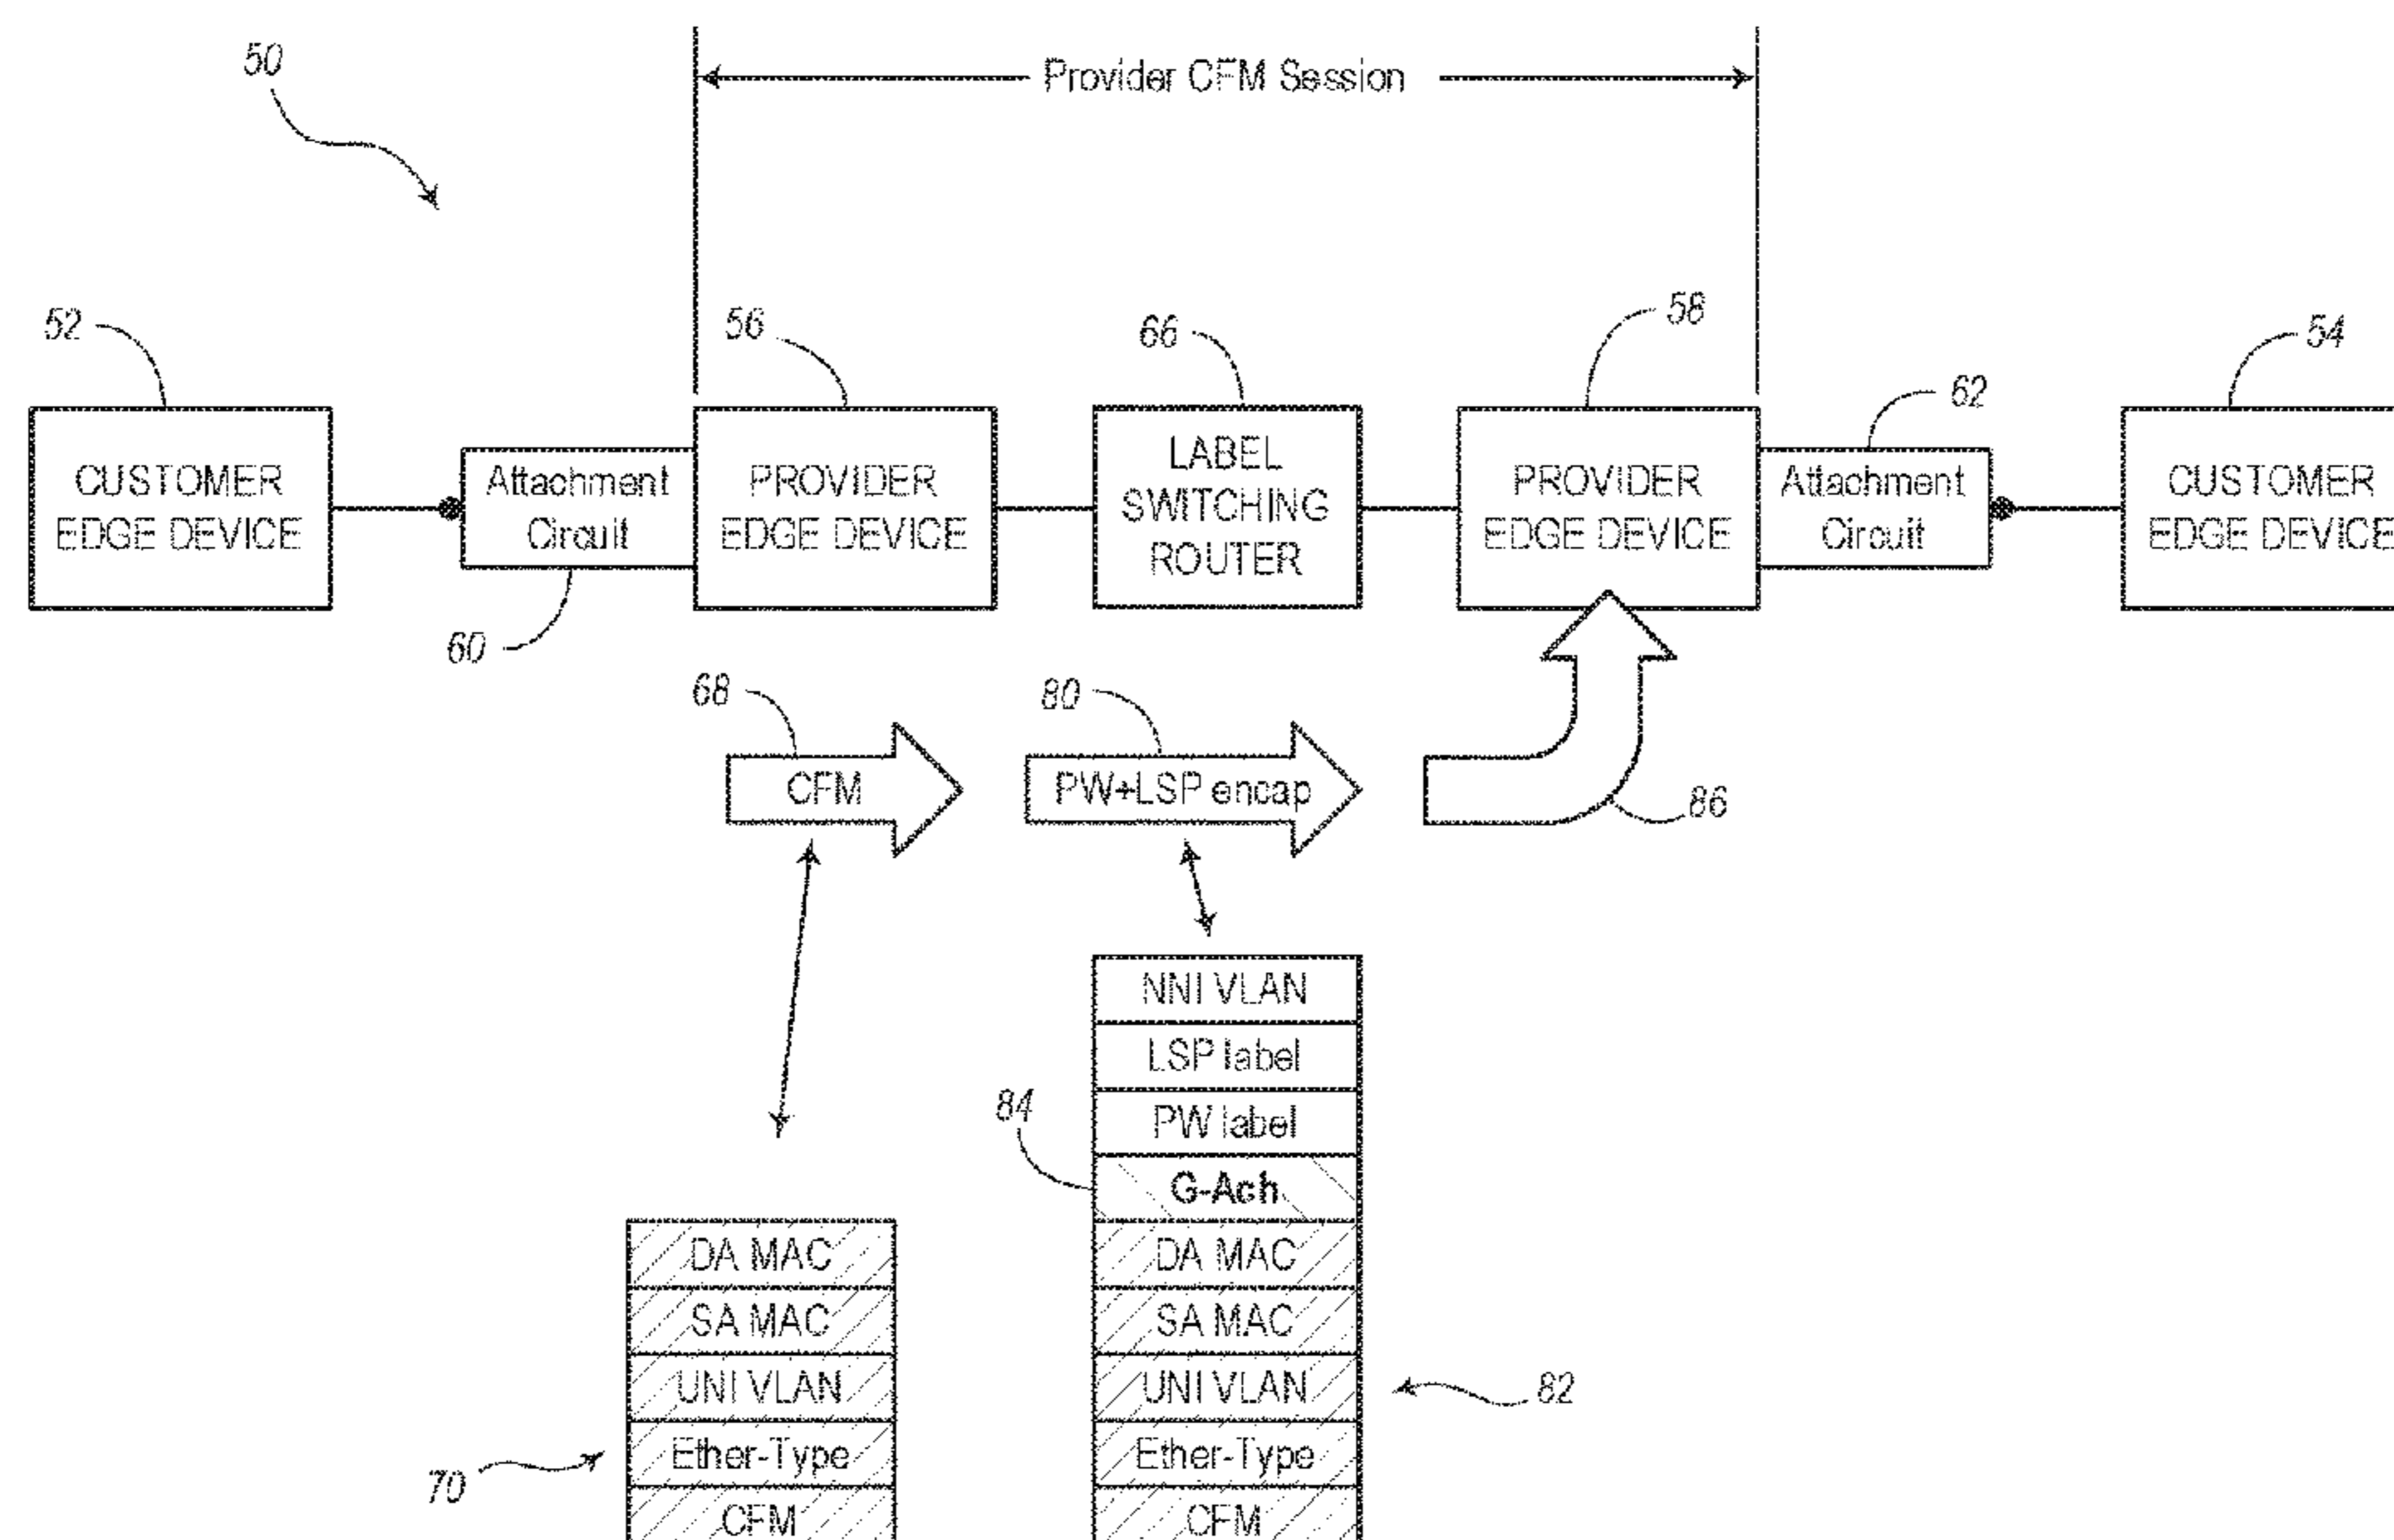 50
Provider CFM Session
52
56
66
58
62
54
CUSTOMER
EDGE DEVICE
Attachment
Circuit
PROVIDER
EDGE DEVICE
LABEL
SWITCHING
ROUTER
PROVIDER
EDGE DEVICE
Attachment
Circuit
CUSTOMER
EDGE DEVICE
60
68
80
CFM
PW+LSP encap
86
NNI VLAN
LSP label
84
PW label
G-Ach
DA MAC
SA MAC
UNI VLAN
Ether-Type
CFM
70
DA MAC
SA MAC
UNI VLAN
Ether-Type
CFM
82